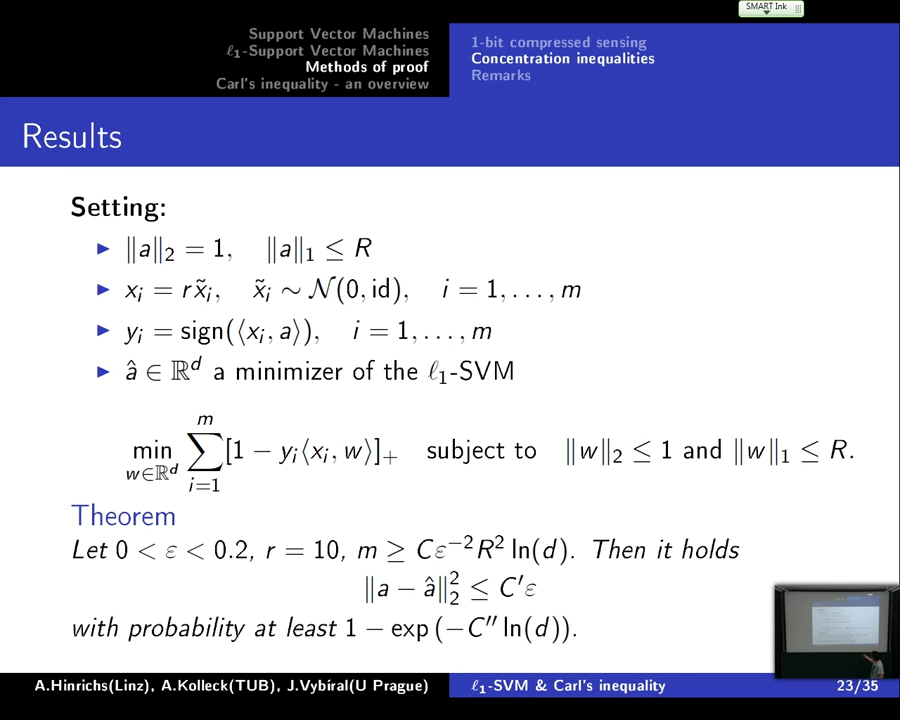 SMART Ink
Support Vector Machines
ℓ₁-Support Vector Machines
Methods of proof
Carl's inequality - an overview
1-bit compressed sensing
Concentration inequalities
Remarks
Results
Setting:
▶ ‖a‖₂ = 1, ‖a‖₁ ≤ R
▶ xᵢ = rx̃ᵢ, x̃ᵢ ∼ 𝒩(0, id), i = 1, . . . , m
▶ yᵢ = sign(⟨xᵢ, a⟩), i = 1, . . . , m
▶ â ∈ ℝᵈ a minimizer of the ℓ₁-SVM
min_{w∈ℝᵈ} ∑_{i=1}^{m} [1 − yᵢ⟨xᵢ, w⟩]₊ subject to ‖w‖₂ ≤ 1 and ‖w‖₁ ≤ R.
Theorem
Let 0 < ε < 0.2, r = 10, m ≥ Cε⁻²R² ln(d). Then it holds
‖a − â‖₂² ≤ C′ε
with probability at least 1 − exp (−C″ ln(d)).
A.Hinrichs(Linz), A.Kolleck(TUB), J.Vybíral(U Prague)
ℓ₁-SVM & Carl's inequality
23/35